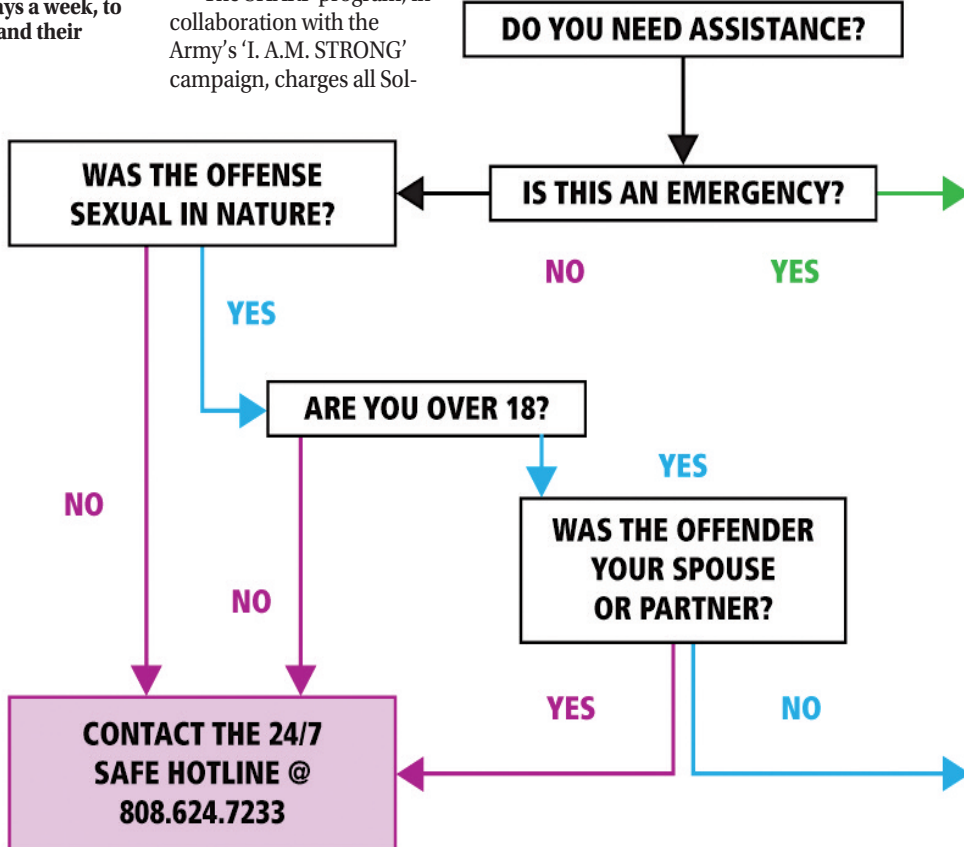 ays a week, to
and their
collaboration with the
Army's ‘I. A.M. STRONG’
campaign, charges all Sol-
DO YOU NEED ASSISTANCE?
IS THIS AN EMERGENCY?
NO
YES
WAS THE OFFENSE
SEXUAL IN NATURE?
YES
ARE YOU OVER 18?
YES
NO
NO
WAS THE OFFENDER
YOUR SPOUSE
OR PARTNER?
YES
NO
CONTACT THE 24/7
SAFE HOTLINE @
808.624.7233